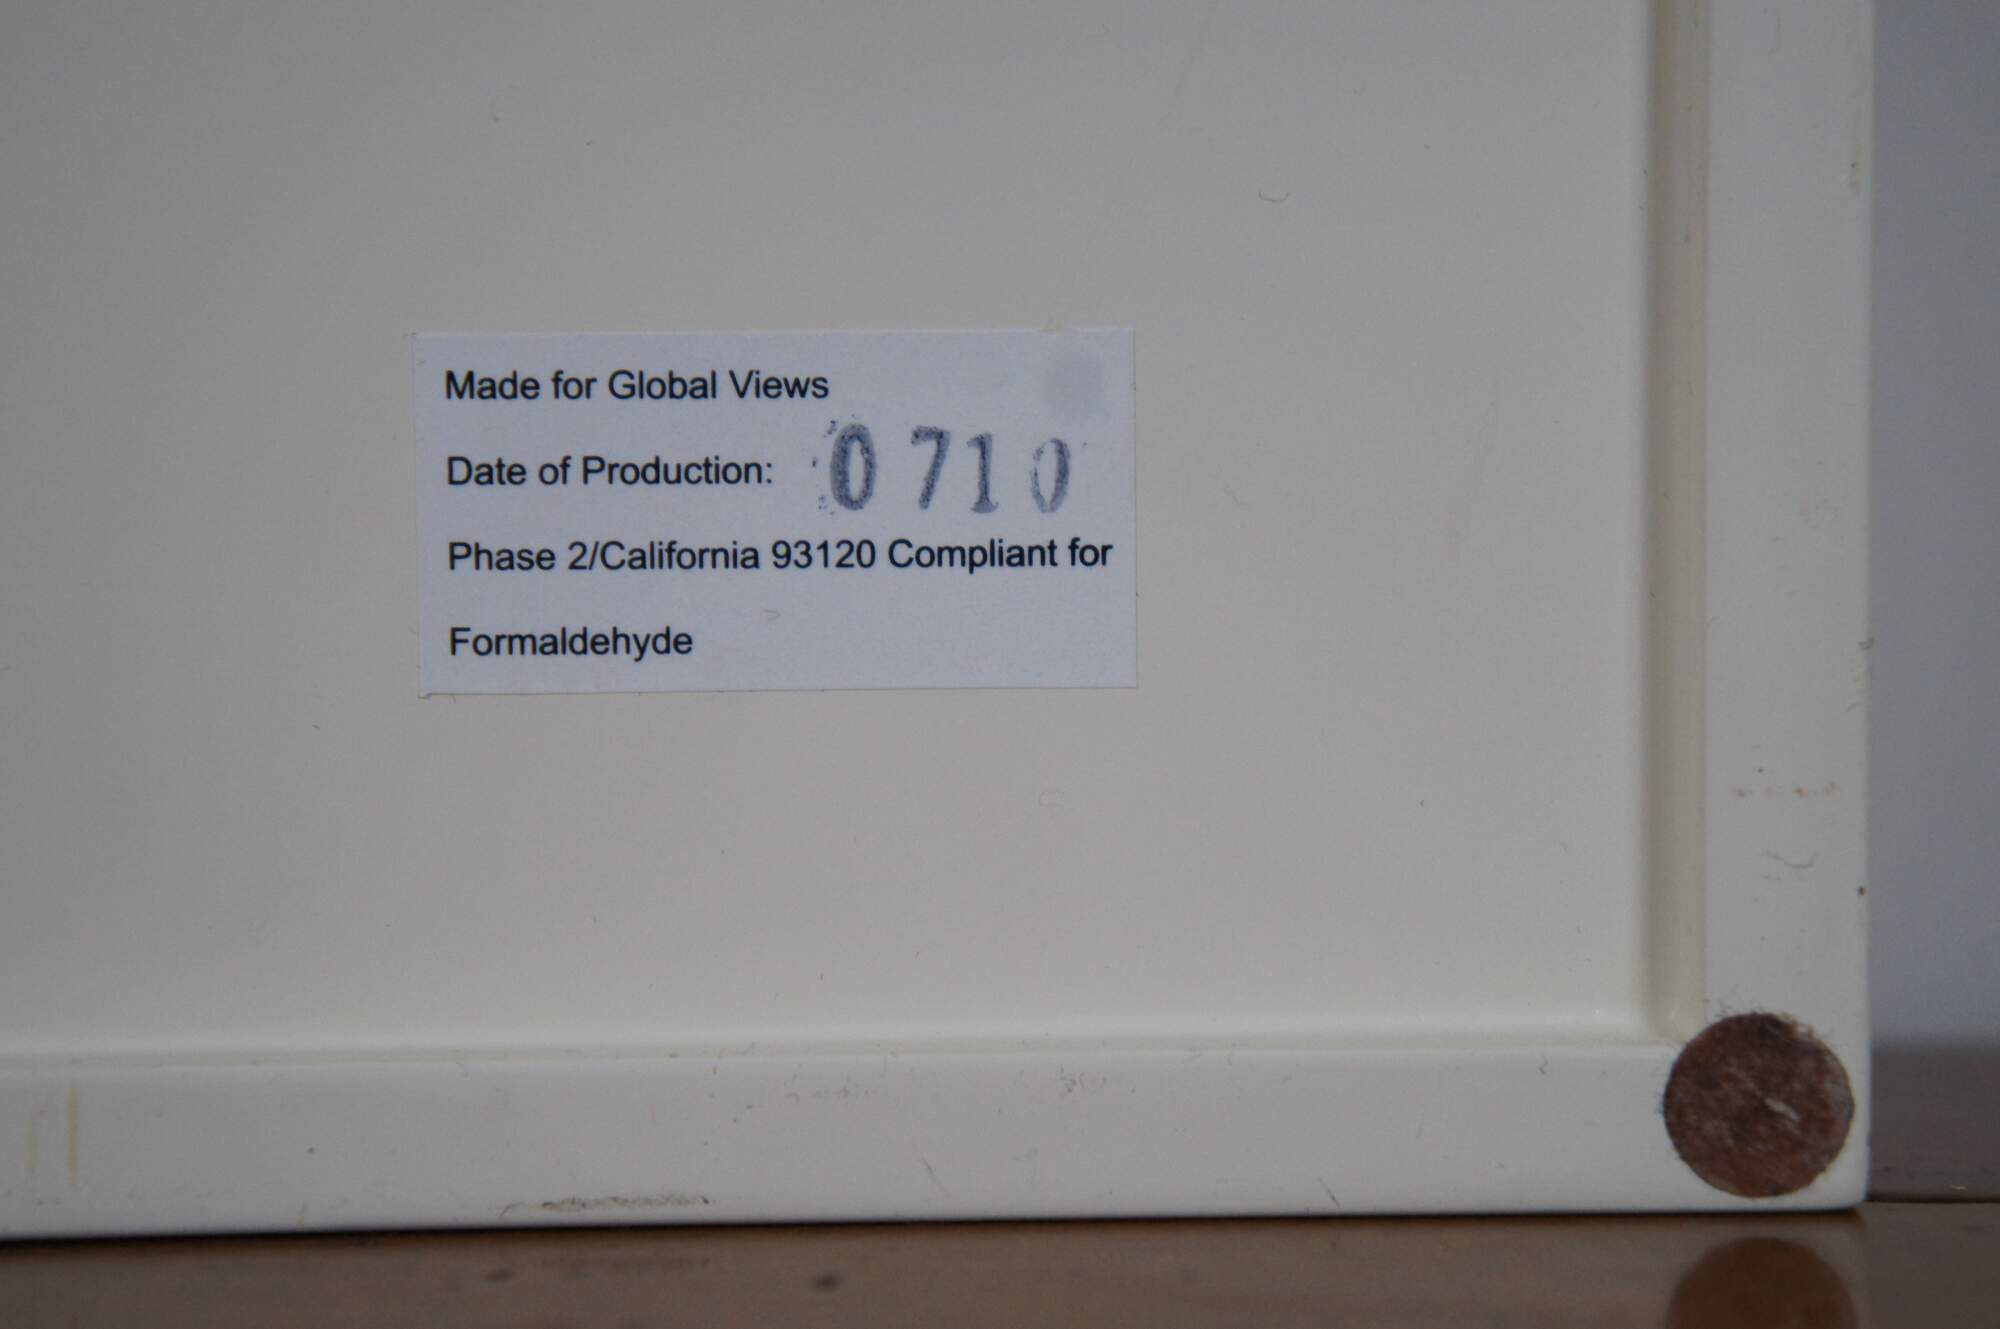 Made for Global Views
Date of Production: 0710
Phase 2/California 93120 Compliant for
Formaldehyde